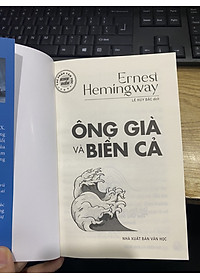 Ernest
Hemingway
LÊ HUY BẮC dịch
ÔNG GIÀ
VÀ BIỂN CẢ
NHÀ XUẤT BẢN VĂN HỌC